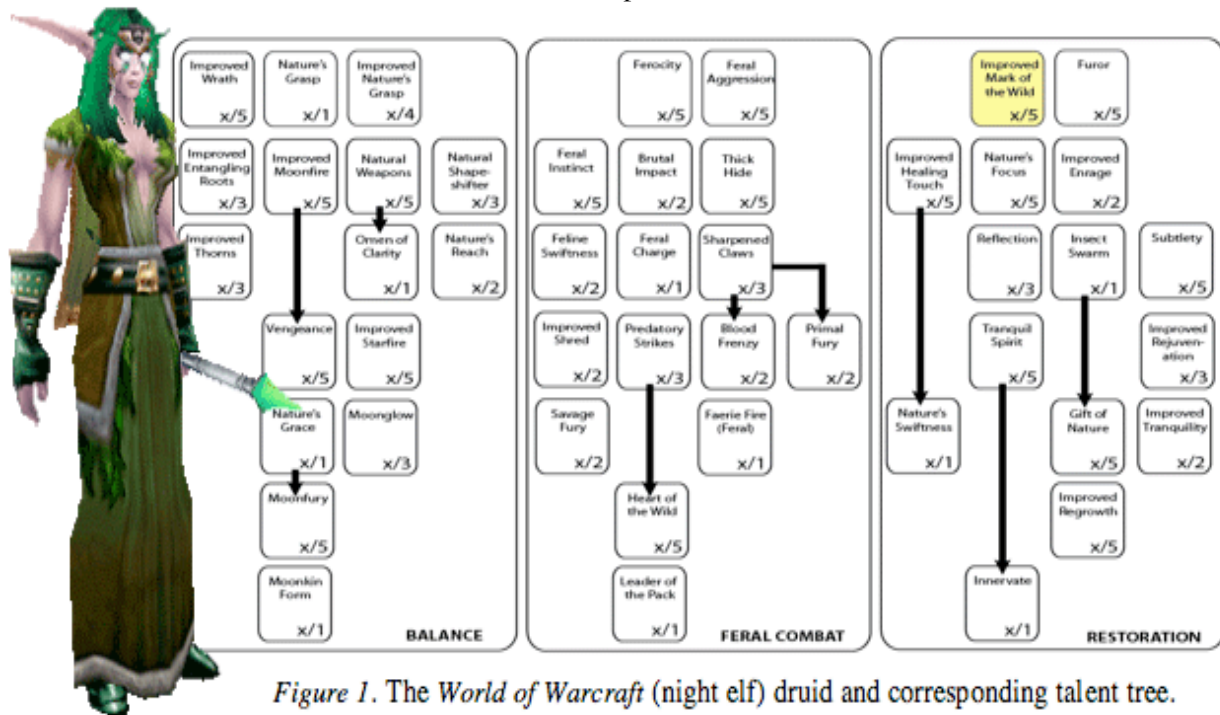 Improved
Wrath
x/5
Nature's
Grasp
x/1
Improved
Nature's
Grasp
x/4
Improved
Entangling
Roots
x/3
Improved
Moonfire
x/5
Natural
Weapons
x/5
Natural
Shape-
shifter
x/3
Improved
Thorns
x/3
Omen of
Clarity
x/1
Nature's
Reach
x/2
Vengeance
x/5
Improved
Starfire
x/5
Nature's
Grace
x/1
Moonglow
x/3
Moonfury
x/5
Moonkin
Form
x/1
BALANCE
Ferocity
x/5
Feral
Aggression
x/5
Feral
Instinct
x/5
Brutal
Impact
x/2
Thick
Hide
x/5
Feline
Swiftness
x/2
Feral
Charge
x/1
Sharpened
Claws
x/3
Improved
Shred
x/2
Predatory
Strikes
x/3
Blood
Frenzy
x/2
Primal
Fury
x/2
Savage
Fury
x/2
Faerie Fire
(Feral)
x/1
Heart of
the Wild
x/5
Leader of
the Pack
x/1
FERAL COMBAT
Improved
Mark of
the Wild
x/5
Furor
x/5
Improved
Healing
Touch
x/5
Nature's
Focus
x/5
Improved
Enrage
x/2
Reflection
x/3
Insect
Swarm
x/1
Subtlety
x/5
Tranquil
Spirit
x/5
Improved
Rejuven-
ation
x/3
Nature's
Swiftness
x/1
Gift of
Nature
x/5
Improved
Tranquility
x/2
Improved
Regrowth
x/5
Innervate
x/1
RESTORATION
Figure 1. The World of Warcraft (night elf) druid and corresponding talent tree.